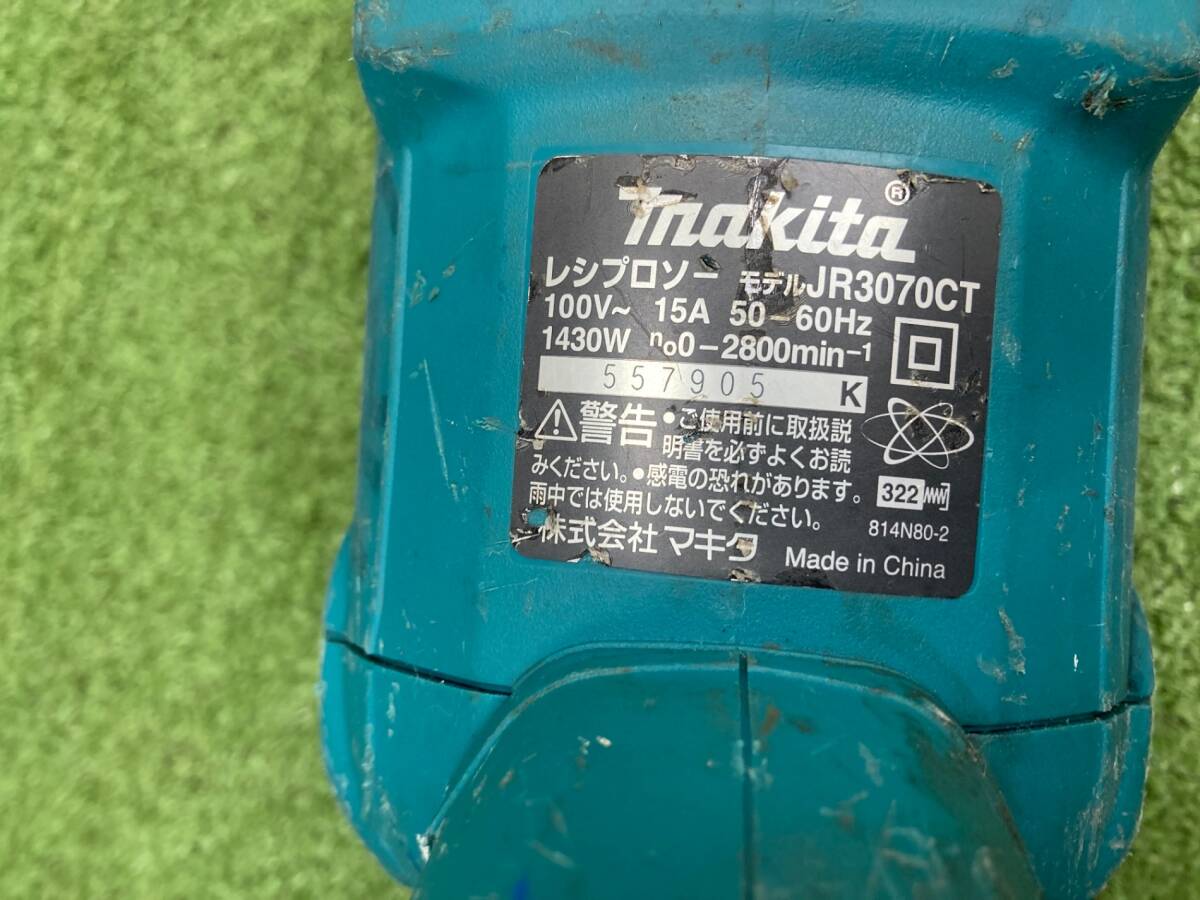 makita®
レシプロソー モデルJR3070CT
100V~ 15A 50-60Hz
1430W n₀0-2800min⁻¹
557905 K
警告 ●ご使用前に取扱説
明書を必ずよくお読
みください。●感電の恐れがあります。
雨中では使用しないでください。
322
814N80-2
株式会社 マキタ Made in China